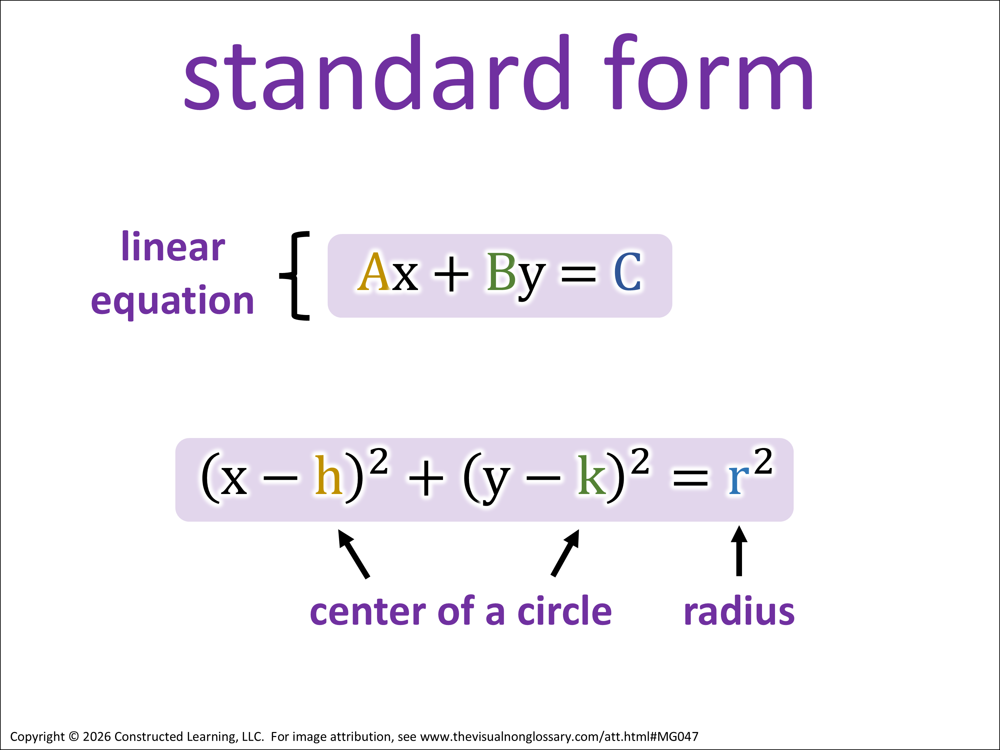 standard form
linear
equation
Ax + By = C
(x − h)² + (y − k)² = r²
center of a circle
radius
Copyright © 2026 Constructed Learning, LLC.  For image attribution, see www.thevisualnonglossary.com/att.html#MG047